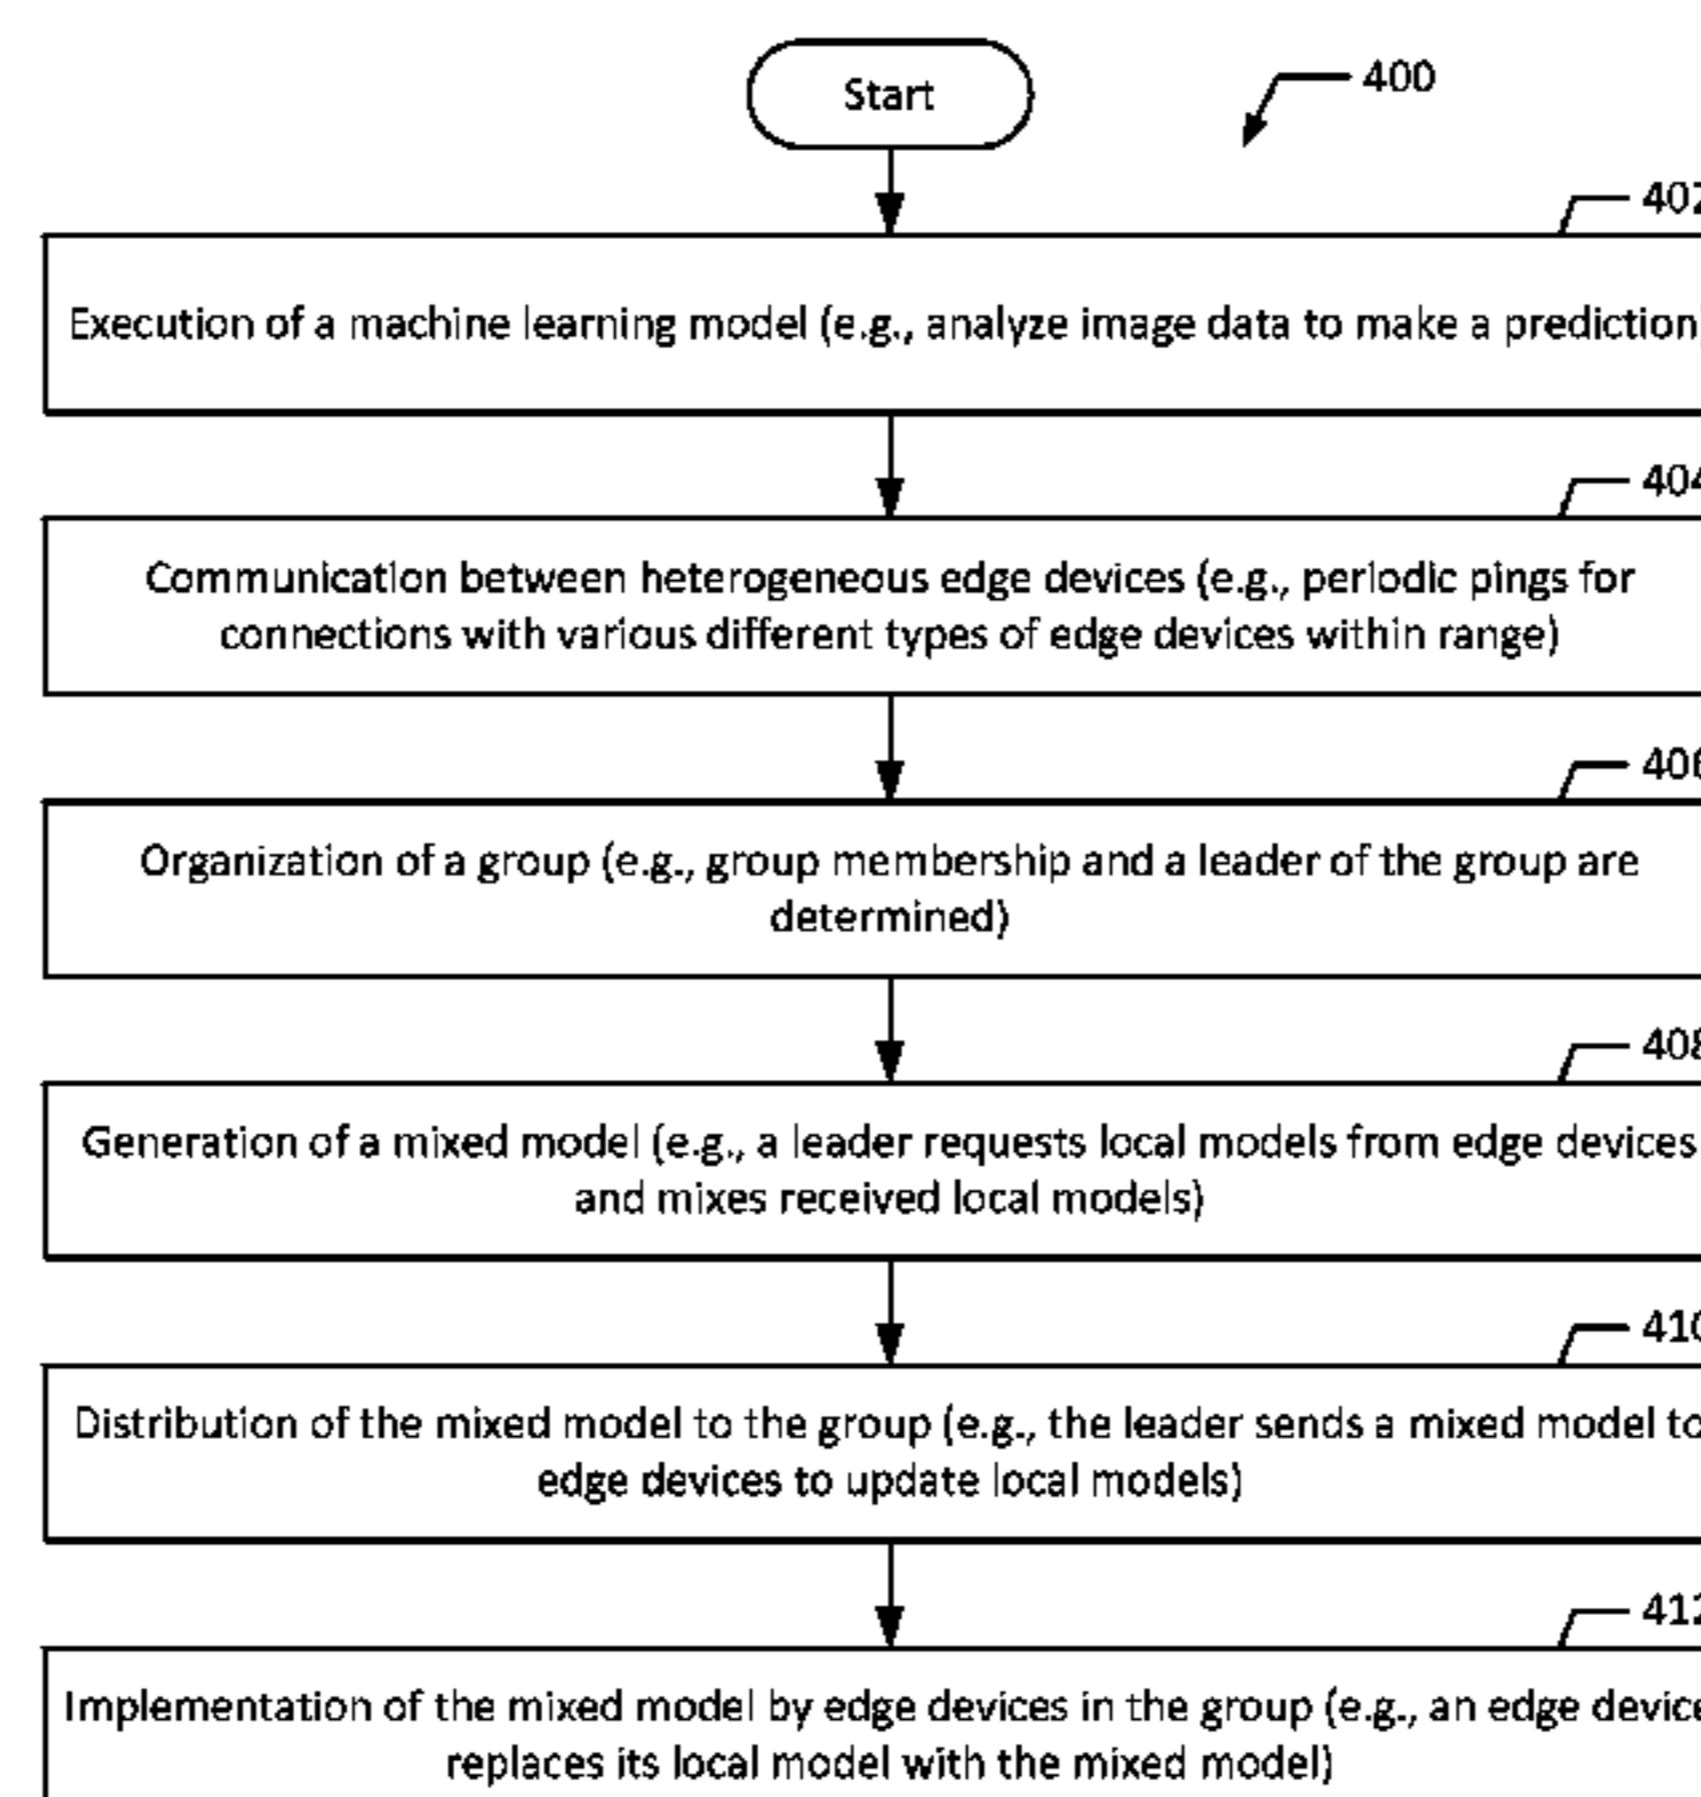 Start
400
402
Execution of a machine learning model (e.g., analyze image data to make a prediction)
404
Communication between heterogeneous edge devices (e.g., periodic pings for
connections with various different types of edge devices within range)
406
Organization of a group (e.g., group membership and a leader of the group are
determined)
408
Generation of a mixed model (e.g., a leader requests local models from edge devices
and mixes received local models)
410
Distribution of the mixed model to the group (e.g., the leader sends a mixed model to
edge devices to update local models)
412
Implementation of the mixed model by edge devices in the group (e.g., an edge device
replaces its local model with the mixed model)